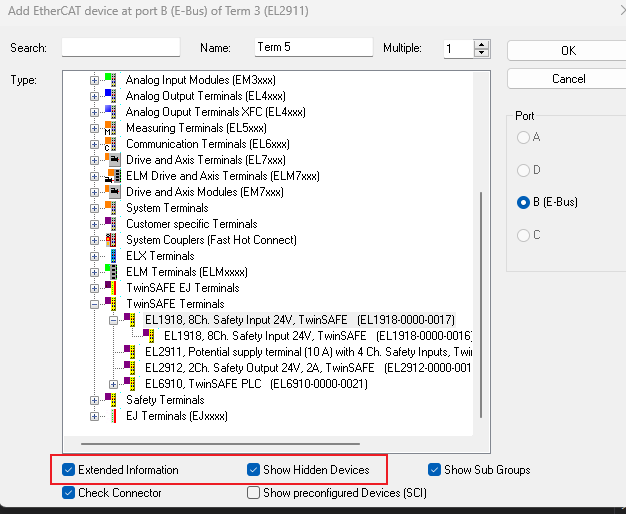 Add EtherCAT device at port B (E-Bus) of Term 3 (EL2911)
Search:
Name:
Term 5
Multiple:
1
OK
Cancel
Type:
Analog Input Modules (EM3xxx)
Analog Output Terminals (EL4xxx)
Analog Ouput Terminals XFC (EL4xxx)
Measuring Terminals (EL5xxx)
Communication Terminals (EL6xxx)
Drive and Axis Terminals (EL7xxx)
ELM Drive and Axis Terminals (ELM7xxx)
Drive and Axis Modules (EM7xxx)
System Terminals
Customer specific Terminals
System Couplers (Fast Hot Connect)
ELX Terminals
ELM Terminals (ELMxxxx)
TwinSAFE EJ Terminals
TwinSAFE Terminals
EL1918, 8Ch. Safety Input 24V, TwinSAFE (EL1918-0000-0017)
EL1918, 8Ch. Safety Input 24V, TwinSAFE (EL1918-0000-0016
EL2911, Potential supply terminal (10 A) with 4 Ch. Safety Inputs, Twin
EL2912, 2Ch. Safety Output 24V, 2A, TwinSAFE (EL2912-0000-001
EL6910, TwinSAFE PLC (EL6910-0000-0021)
Safety Terminals
EJ Terminals (EJxxxx)
Port
A
D
B (E-Bus)
C
Extended Information
Show Hidden Devices
Show Sub Groups
Check Connector
Show preconfigured Devices (SCI)